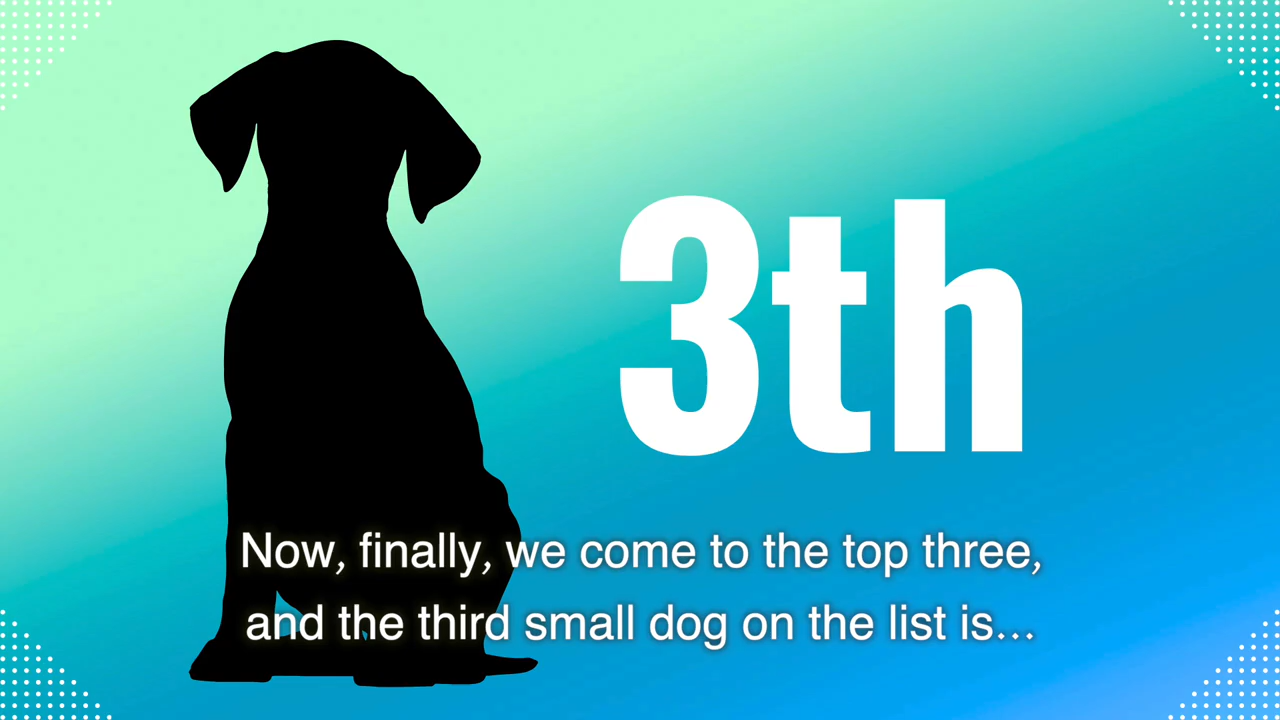 3th
Now, finally, we come to the top three,
and the third small dog on the list is...